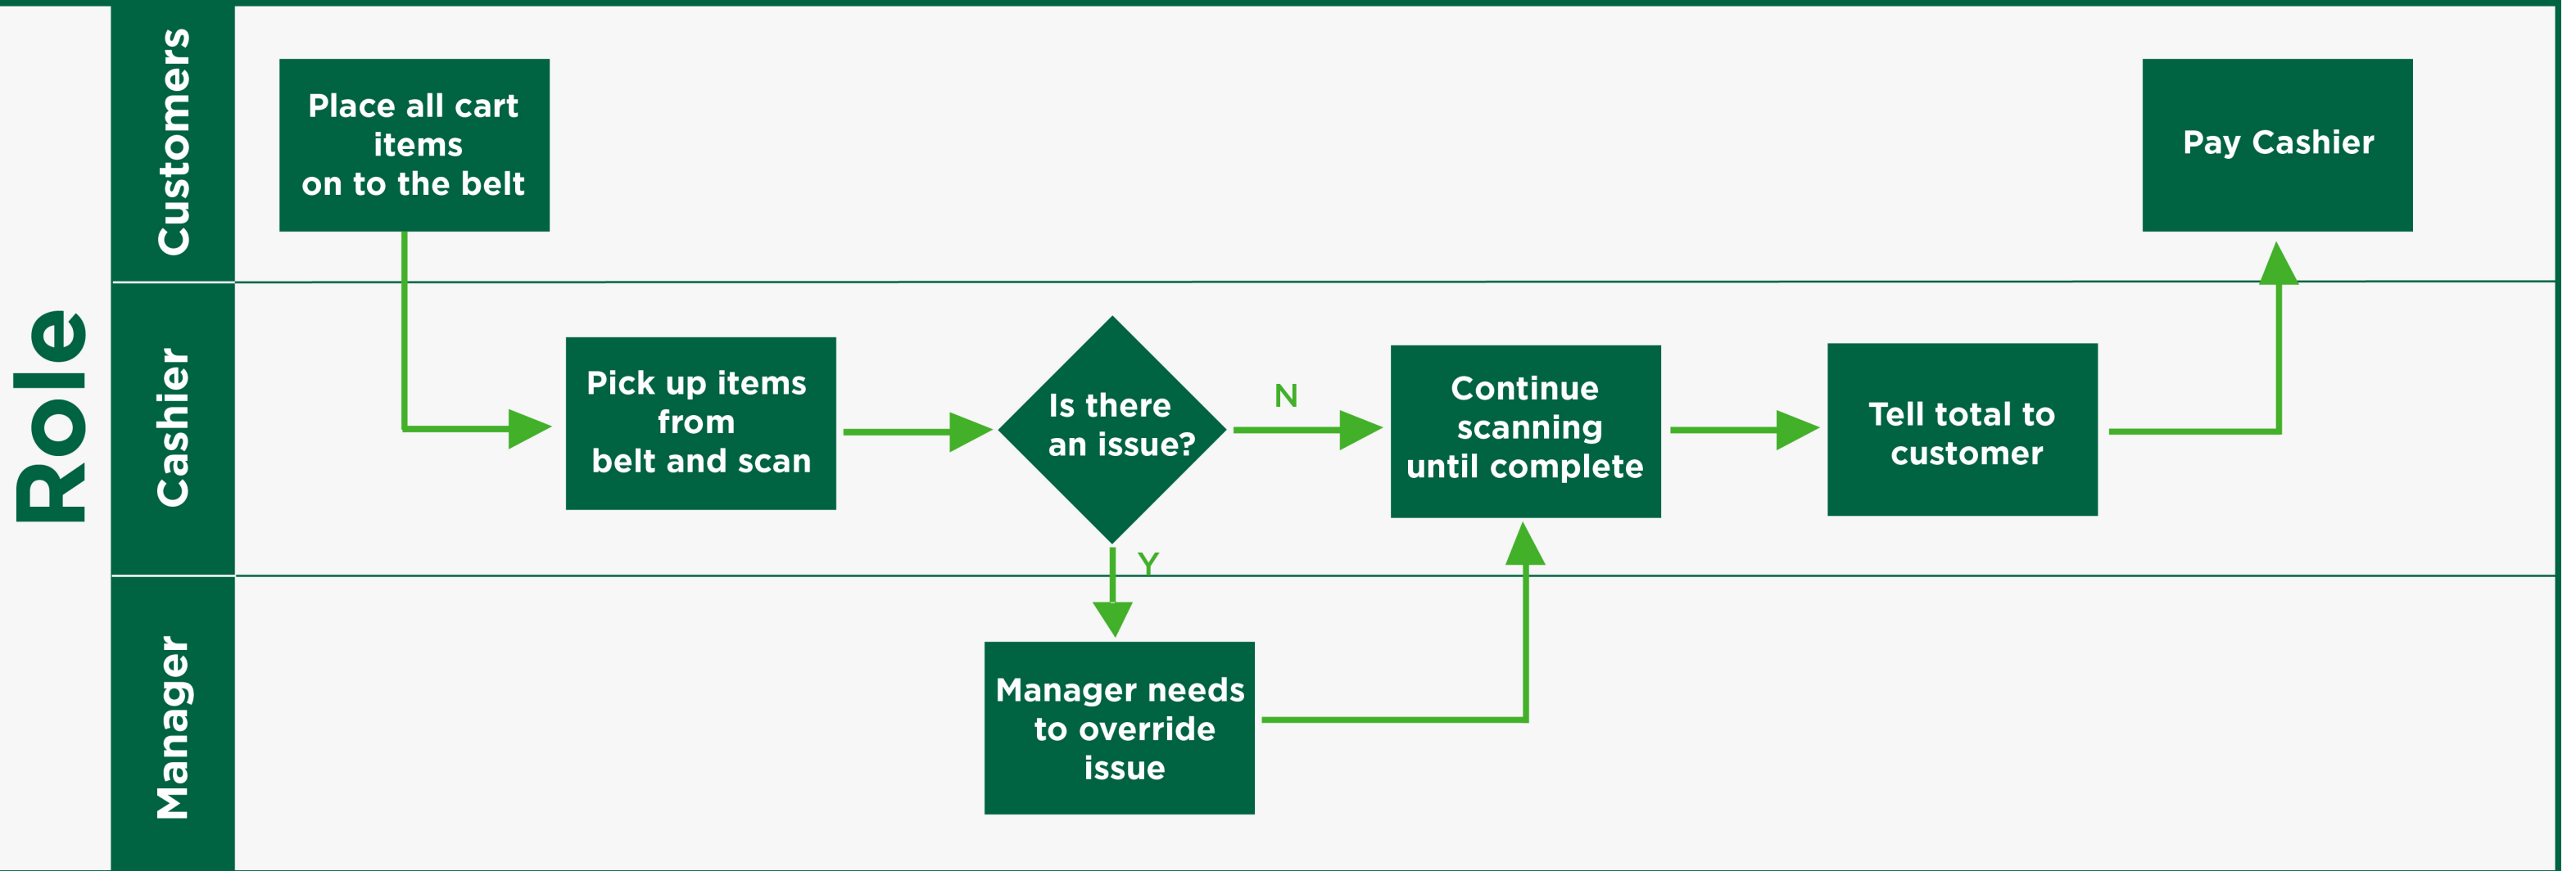 Role
Customers
Place all cart
items
on to the belt
Pay Cashier
Cashier
Pick up items
from
belt and scan
Is there
an issue?
N
Y
Continue
scanning
until complete
Tell total to
customer
Manager
Manager needs
to override
issue